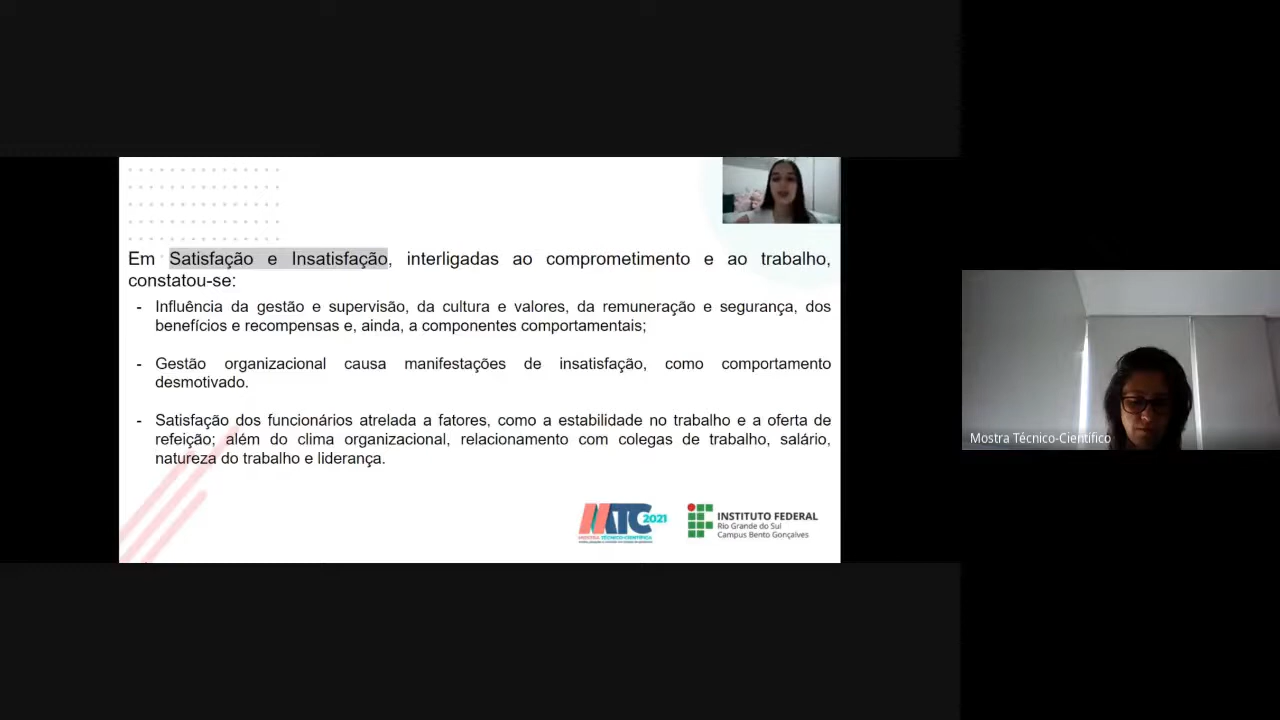 Em Satisfação e Insatisfação, interligadas ao comprometimento e ao trabalho,
constatou-se:
- Influência da gestão e supervisão, da cultura e valores, da remuneração e segurança, dos
benefícios e recompensas e, ainda, a componentes comportamentais;
- Gestão organizacional causa manifestações de insatisfação, como comportamento
desmotivado.
- Satisfação dos funcionários atrelada a fatores, como a estabilidade no trabalho e a oferta de
refeição; além do clima organizacional, relacionamento com colegas de trabalho, salário,
natureza do trabalho e liderança.
MTC 2021
MOSTRA TÉCNICO-CIENTÍFICA
INSTITUTO FEDERAL
Rio Grande do Sul
Campus Bento Gonçalves
Mostra Técnico-Científico